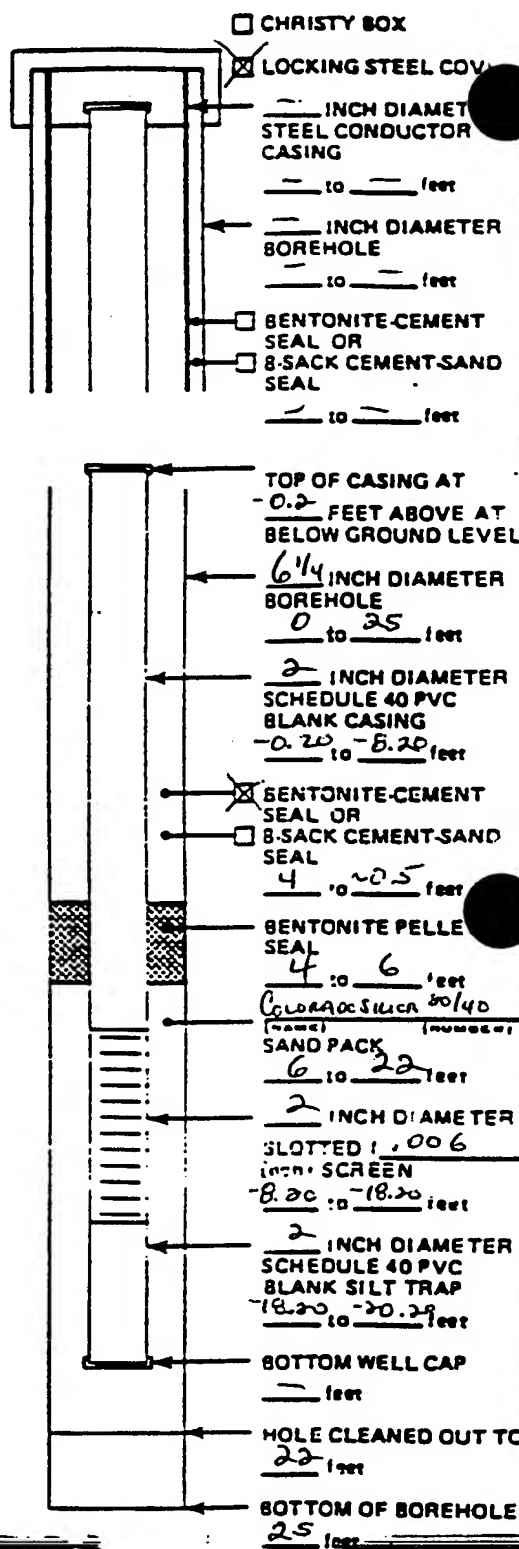 CHRISTY BOX
LOCKING STEEL COV
– INCH DIAMET
STEEL CONDUCTOR
CASING
– to – feet
– INCH DIAMETER
BOREHOLE
– to – feet
BENTONITE-CEMENT
SEAL OR
8-SACK CEMENT-SAND
SEAL
– to – feet
TOP OF CASING AT
-0.2 FEET ABOVE AT
BELOW GROUND LEVEL
6 1/4 INCH DIAMETER
BOREHOLE
0 to 25 feet
2 INCH DIAMETER
SCHEDULE 40 PVC
BLANK CASING
-0.20 to -8.20 feet
BENTONITE-CEMENT
SEAL OR
8-SACK CEMENT-SAND
SEAL
4 to ~0.5 feet
BENTONITE PELLE
SEAL
4 to 6 feet
COLORADO SILICA /40
(NAME) (NUMBER)
SAND PACK
6 to 22 feet
2 INCH DIAMETER
SLOTTED ( .006
inch) SCREEN
-8.20 to -18.20 feet
2 INCH DIAMETER
SCHEDULE 40 PVC
BLANK SILT TRAP
-18.20 to -20.29 feet
BOTTOM WELL CAP
– feet
HOLE CLEANED OUT TO
22 feet
BOTTOM OF BOREHOLE
25 feet